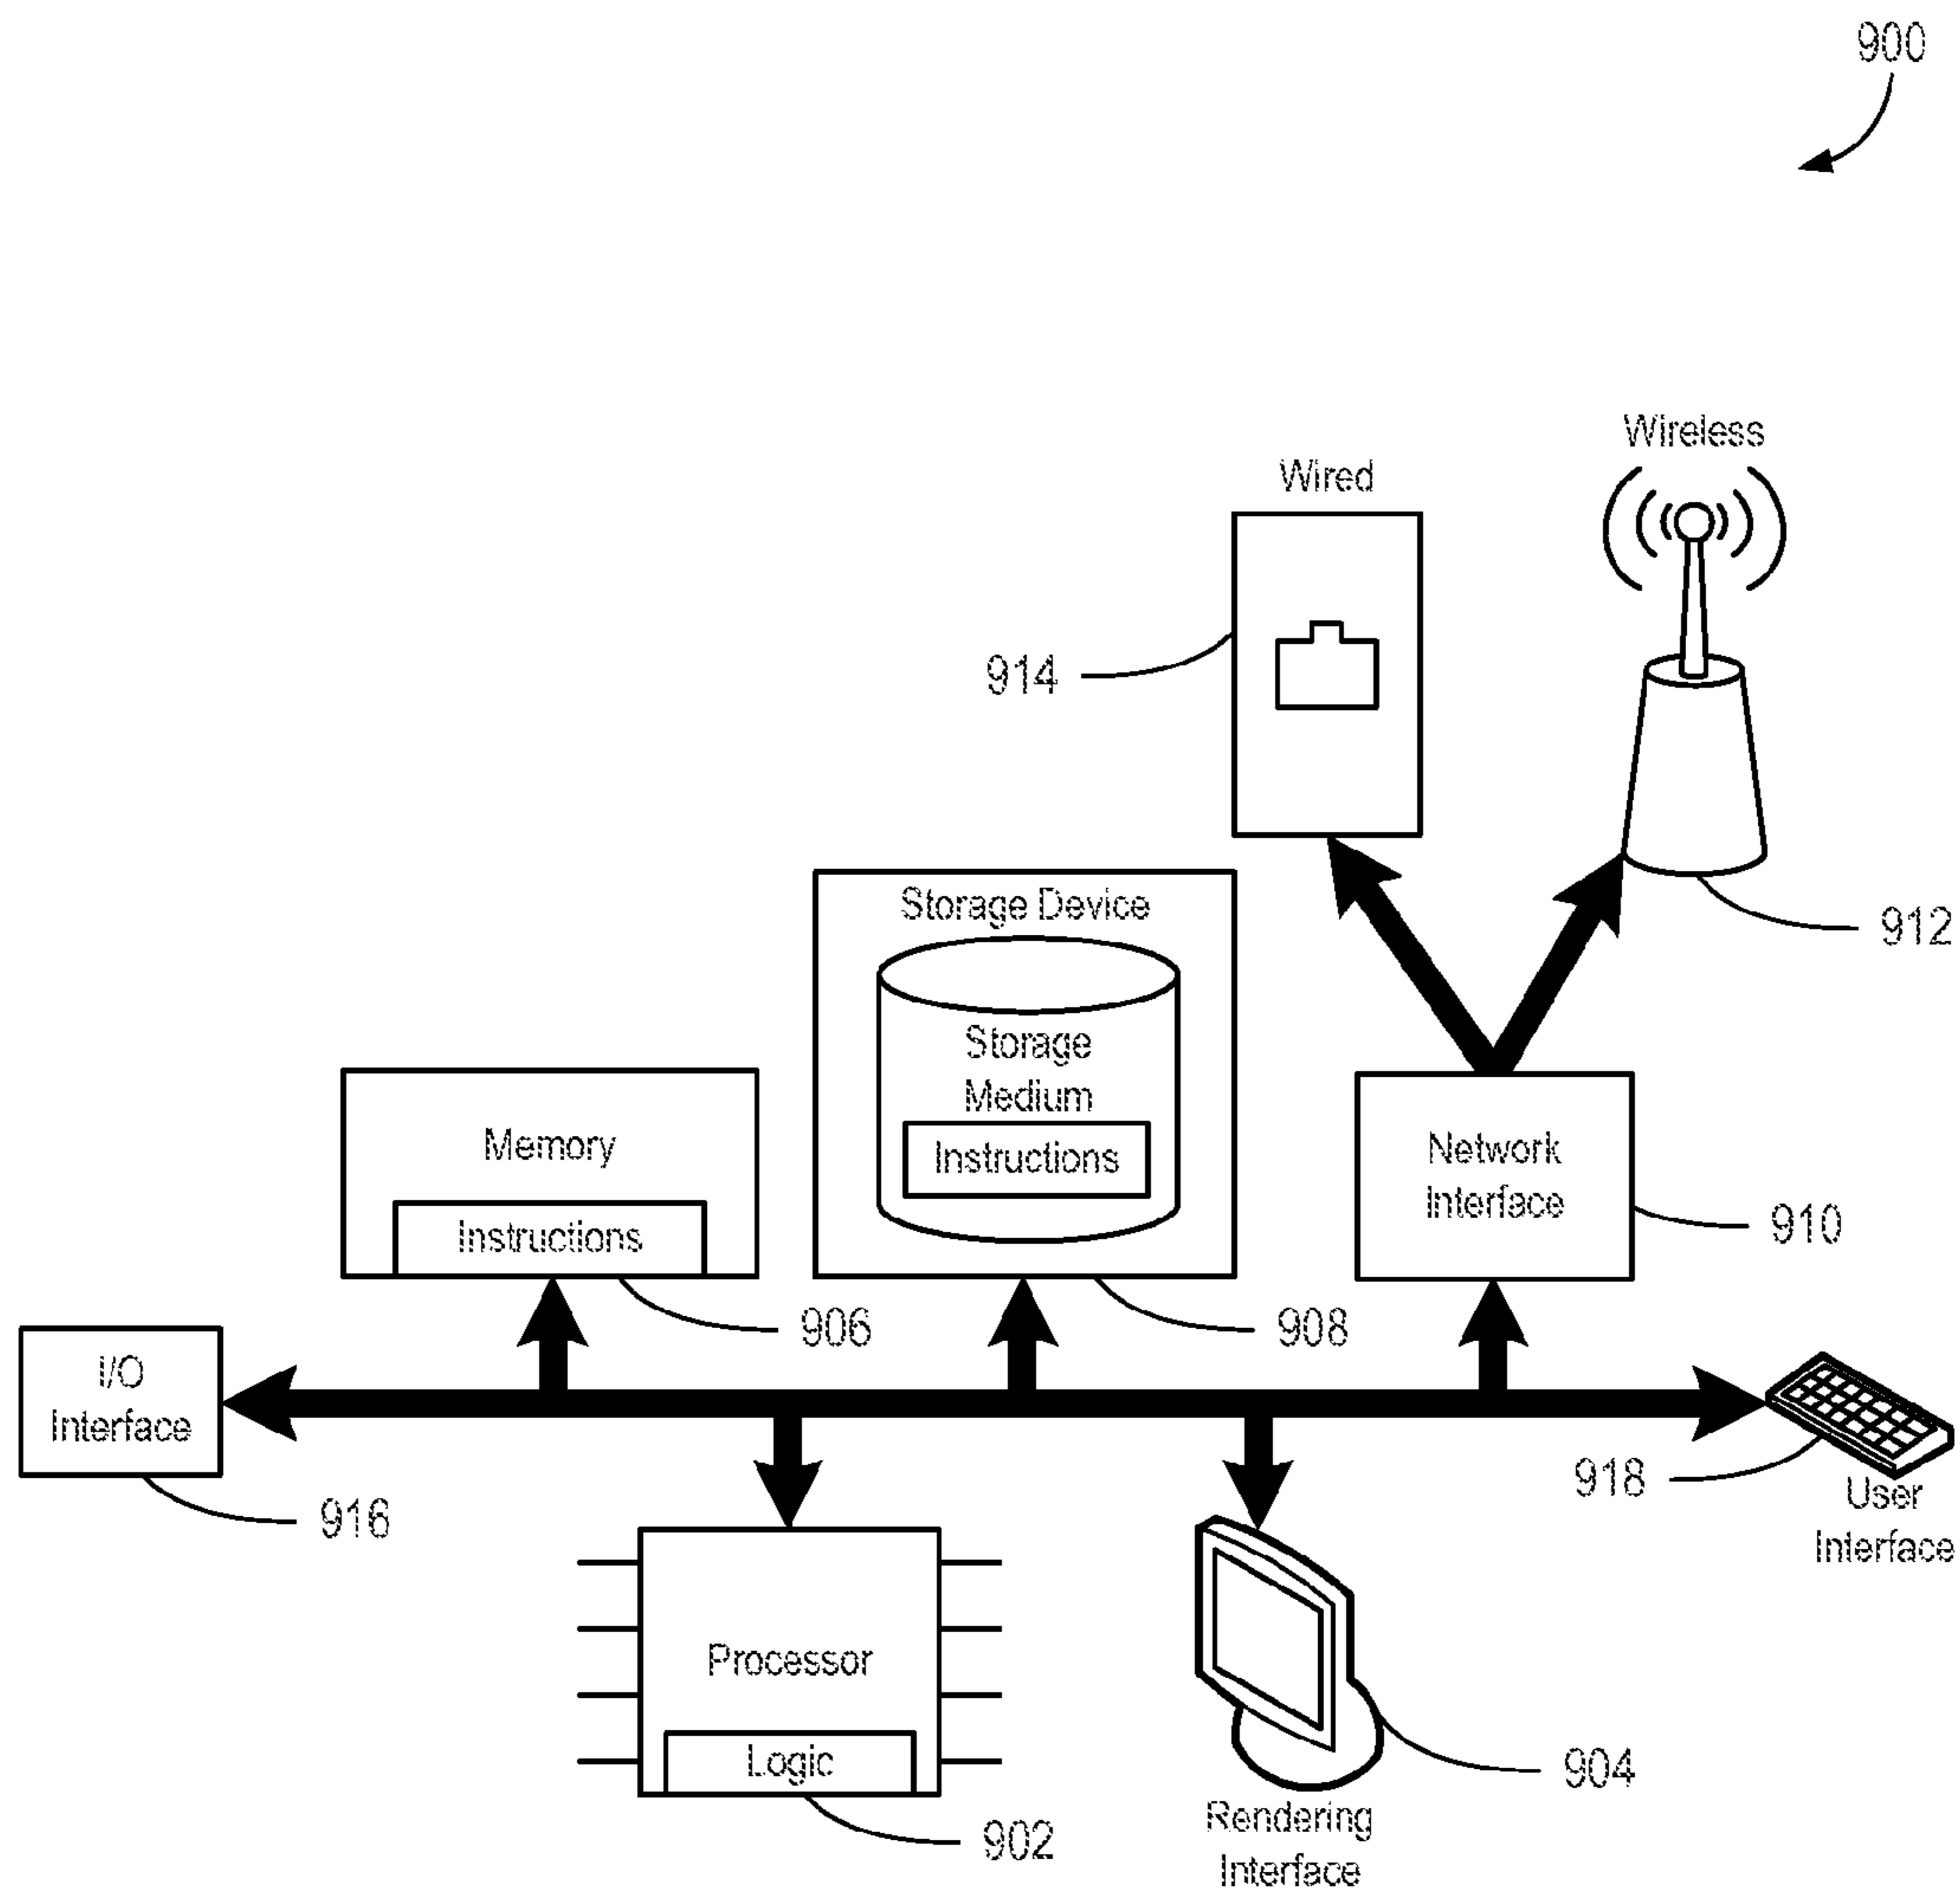 900
Wireless
Wired
914
912
Storage Device
Storage
Medium
Instructions
Memory
Instructions
Network
Interface
910
906
908
I/O
Interface
916
918
User
Interface
Processor
Logic
902
904
Rendering
Interface